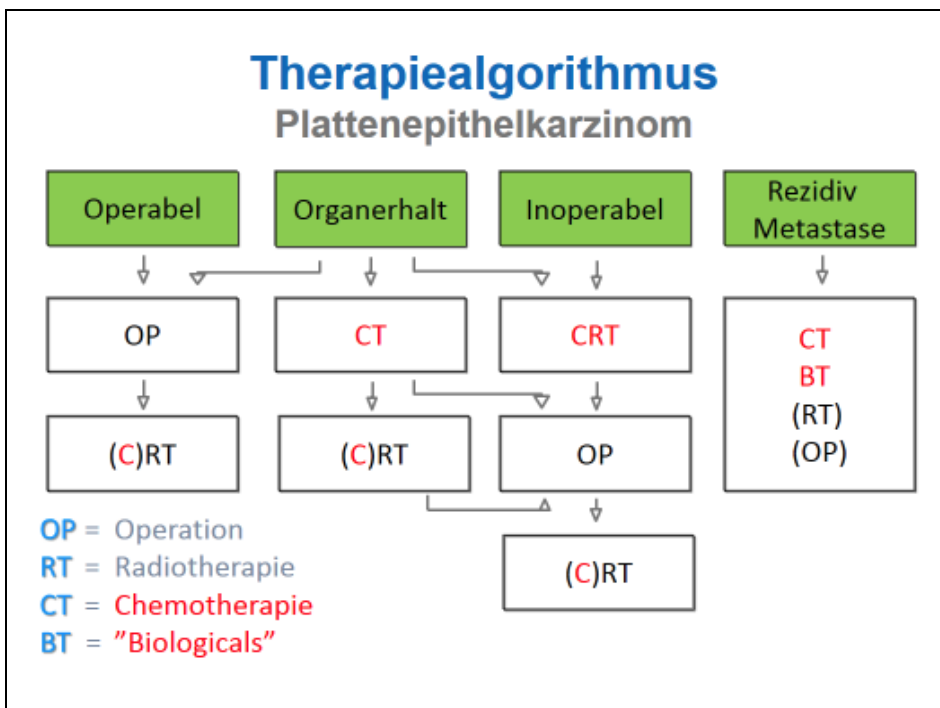 Therapiealgorithmus
Plattenepithelkarzinom
Operabel
Organerhalt
Inoperabel
Rezidiv
Metastase
OP
CT
CRT
CT
BT
(RT)
(OP)
(C)RT
(C)RT
OP
(C)RT
OP = Operation
RT = Radiotherapie
CT = Chemotherapie
BT = ”Biologicals”